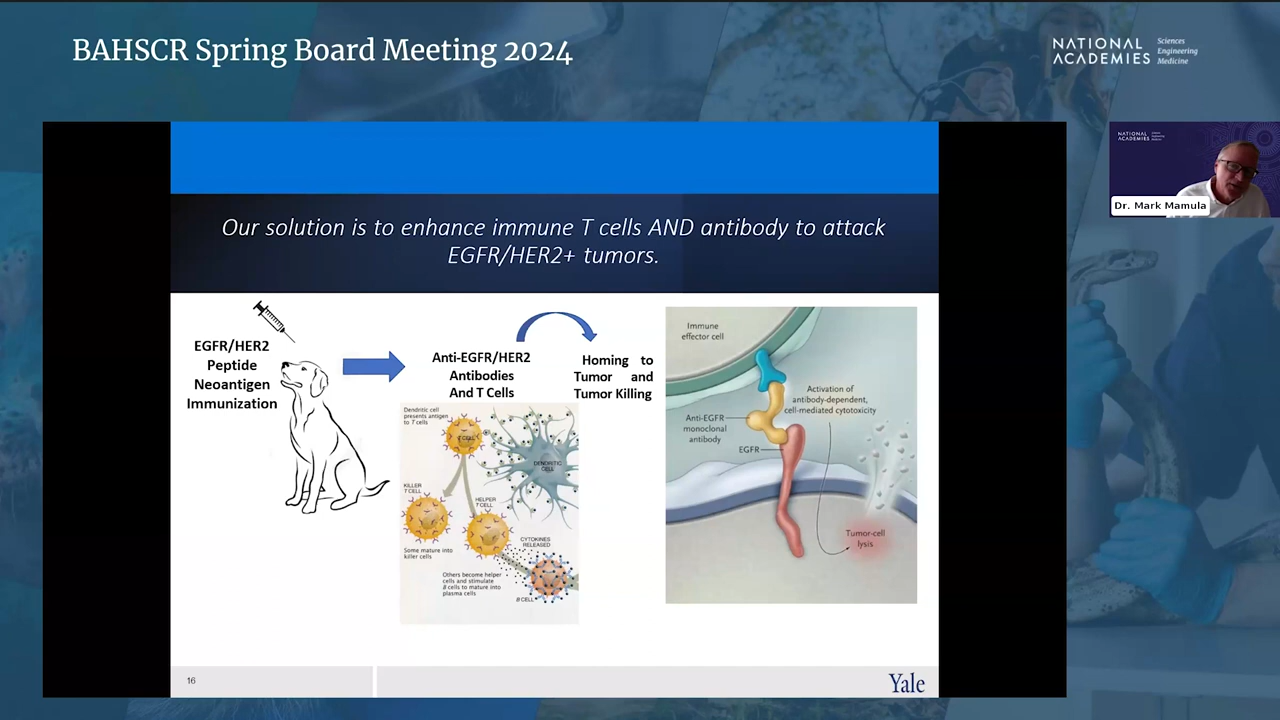 BAHSCR Spring Board Meeting 2024
NATIONAL
ACADEMIES
Sciences
Engineering
Medicine
NATIONAL
ACADEMIES
Dr. Mark Mamula
Our solution is to enhance immune T cells AND antibody to attack
EGFR/HER2+ tumors.
EGFR/HER2
Peptide
Neoantigen
Immunization
Anti-EGFR/HER2
Antibodies
And T Cells
Homing to
Tumor and
Tumor Killing
Dendritic cell
presents antigen
to T cells
T CELL
DENDRITIC
CELL
KILLER
T CELL
HELPER
T CELL
Some mature into
killer cells
CYTOKINES
RELEASED
Others become helper
cells and stimulate
B cells to mature into
plasma cells
B CELL
Immune
effector cell
Activation of
antibody-dependent,
cell-mediated cytotoxicity
Anti-EGFR
monoclonal
antibody
EGFR
Tumor-cell
lysis
16
Yale